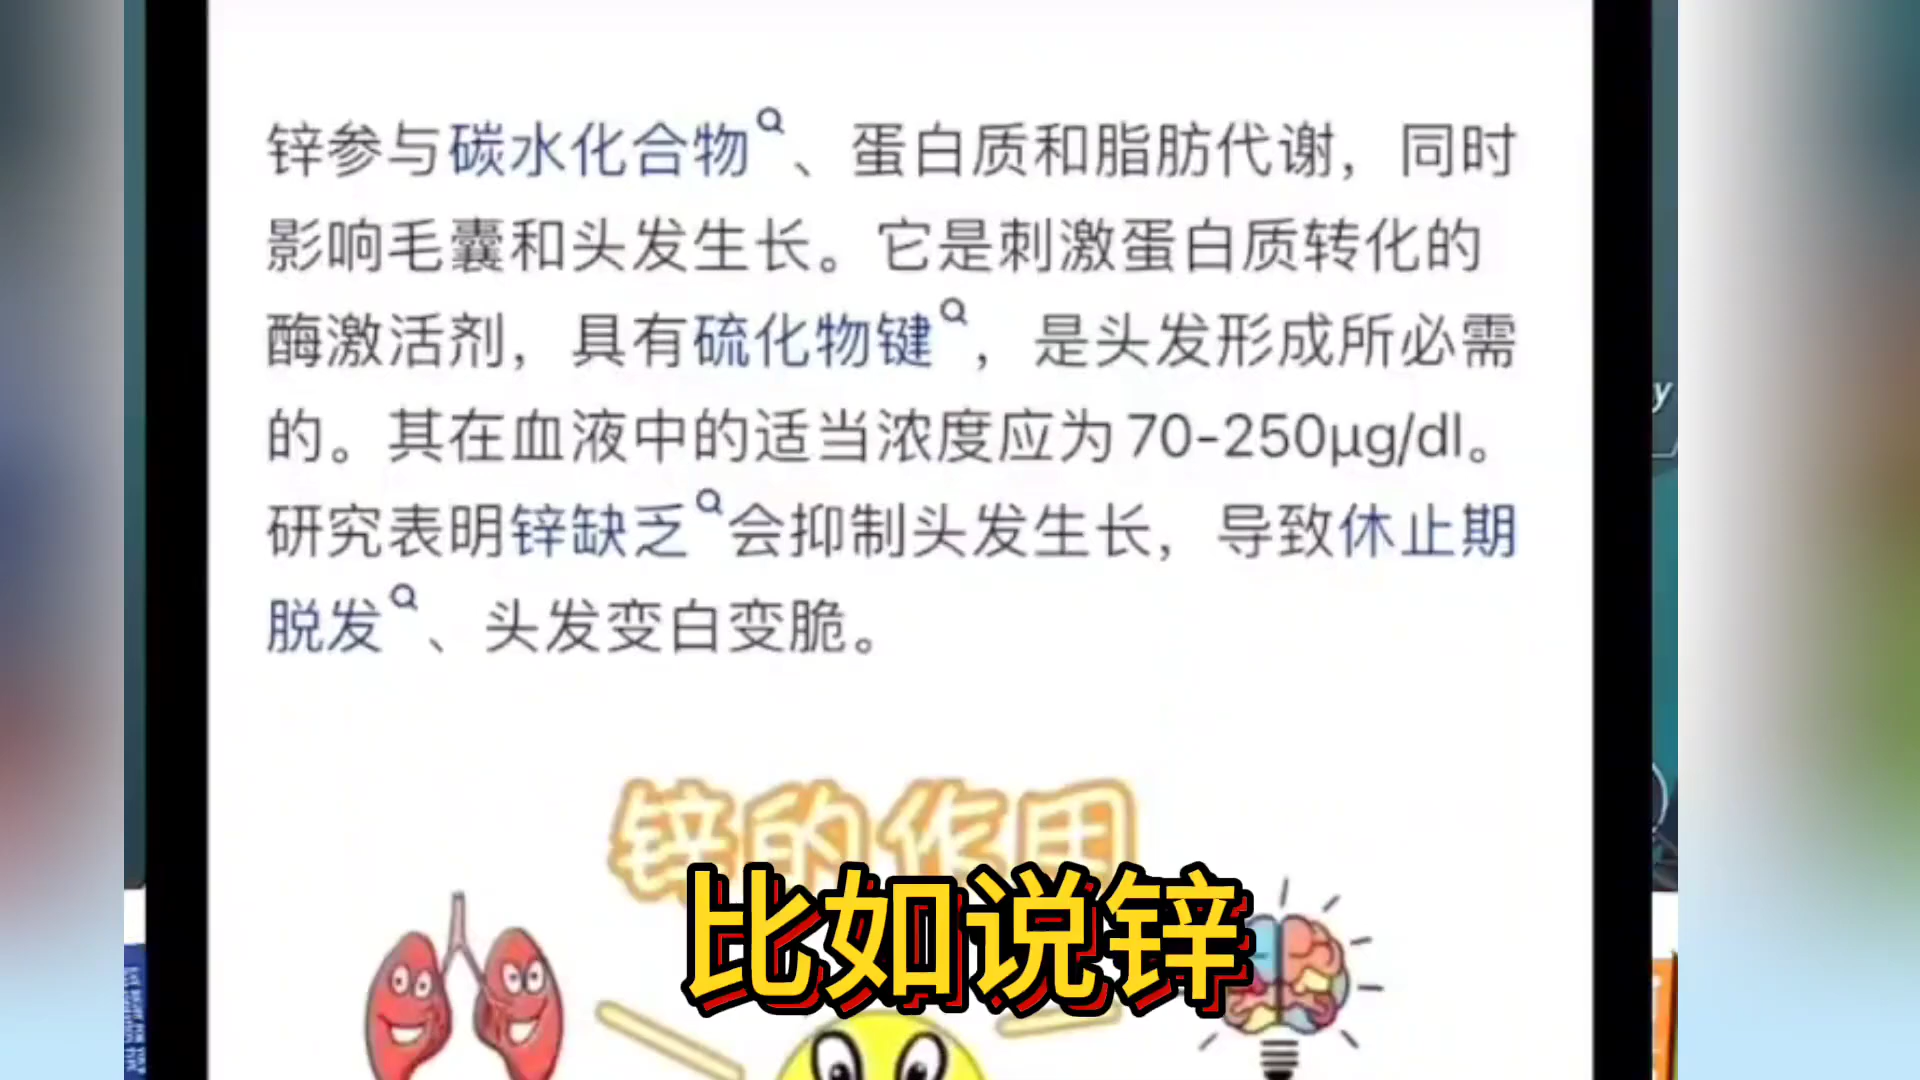 锌参与碳水化合物、蛋白质和脂肪代谢，同时
影响毛囊和头发生长。它是刺激蛋白质转化的
酶激活剂，具有硫化物键，是头发形成所必需
的。其在血液中的适当浓度应为70-250μg/dl。
研究表明锌缺乏会抑制头发生长，导致休止期
脱发、头发变白变脆。
锌的作用
比如说锌
y